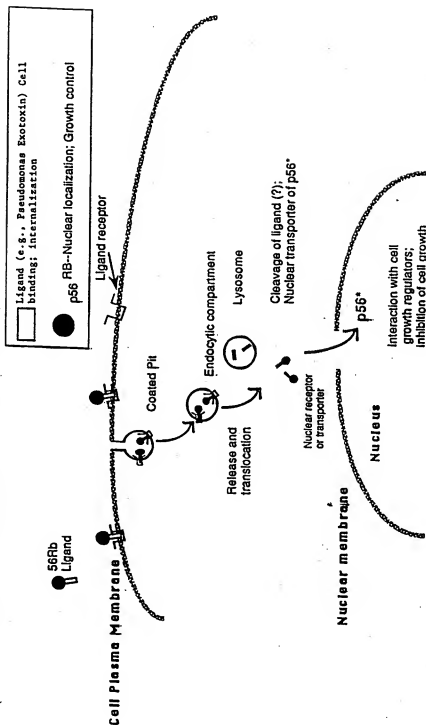 Ligand (e.g., Pseudomonas Exotoxin) Cell
binding; internalization
p56 RB--Nuclear localization; Growth control
56Rb
Ligand
Cell Plasma Membrane
Ligand receptor
Coated Pit
Endocytic compartment
Lysosome
Release and
translocation
Cleavage of ligand (?);
Nuclear transporter of p56*
Nuclear receptor
or transporter
p56*
Nuclear membrane
Nucleus
Interaction with cell
growth regulators;
Inhibition of cell growth